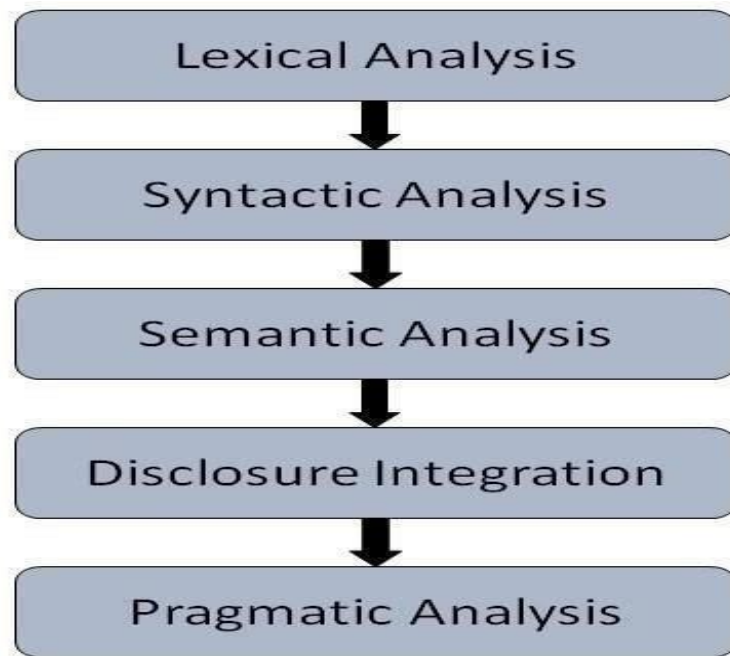 Lexical Analysis
Syntactic Analysis
Semantic Analysis
Disclosure Integration
Pragmatic Analysis